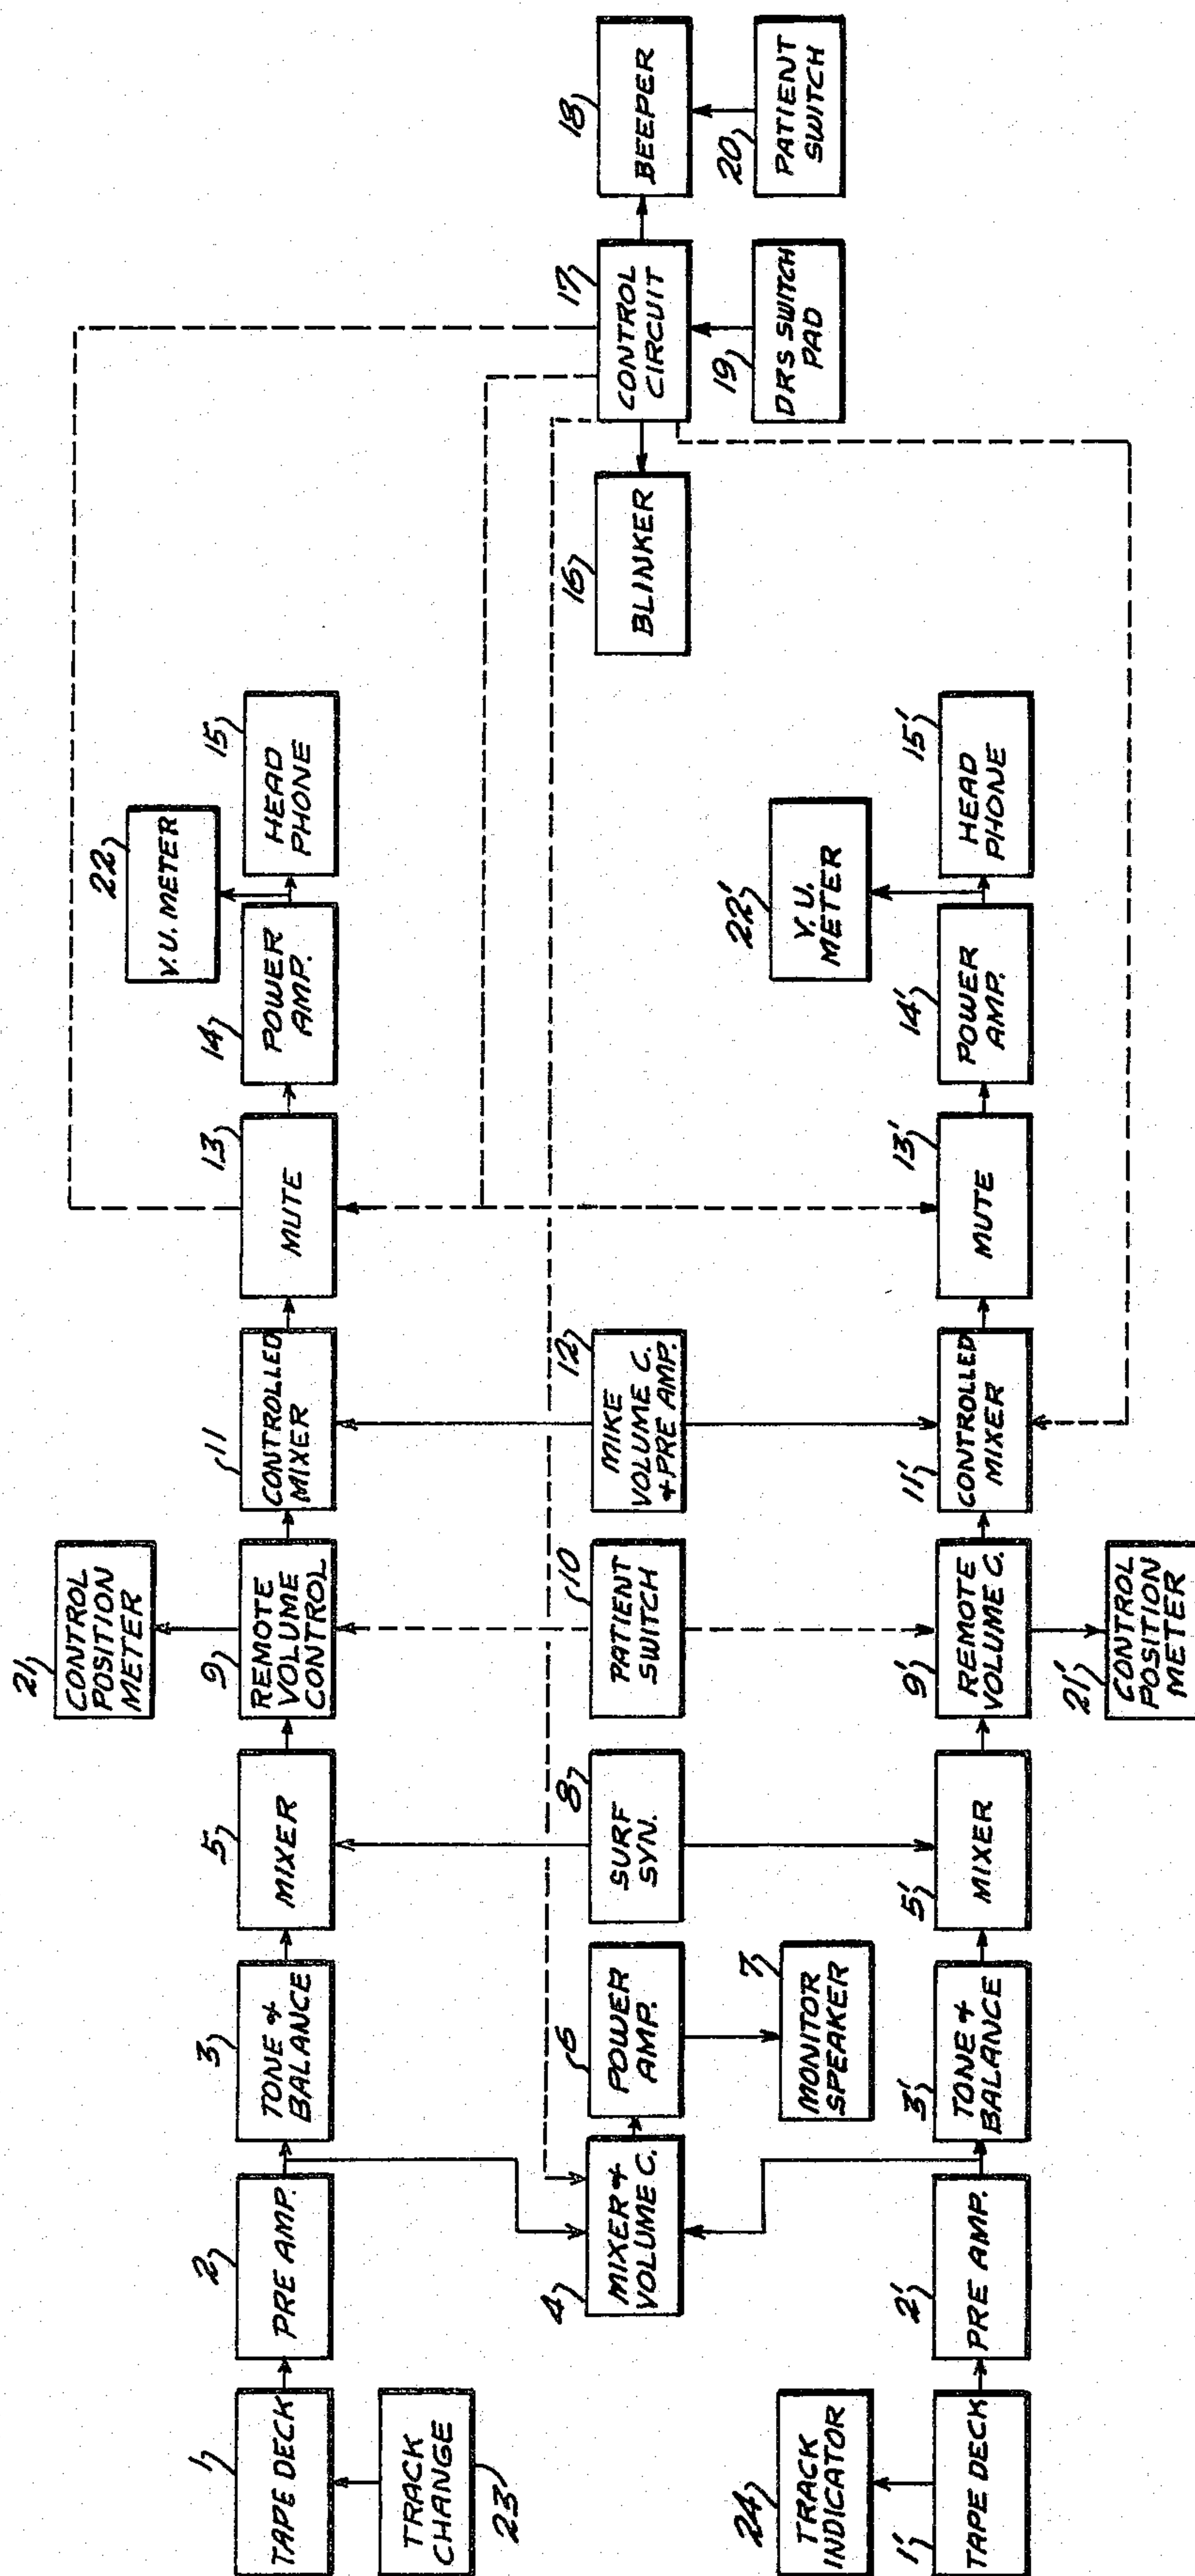 21
CONTROL
POSITION
METER
22
V.U. METER
1
TAPE DECK
2
PRE AMP.
3
TONE &
BALANCE
5
MIXER
9
REMOTE
VOLUME
CONTROL
11
CONTROLLED
MIXER
13
MUTE
14
POWER
AMP.
15
HEAD
PHONE
TRACK
CHANGE
23
4
MIXER &
VOLUME C.
6
POWER
AMP.
8
SURF
SYN.
10
PATIENT
SWITCH
12
MIKE
VOLUME C.
& PRE AMP.
16
BLINKER
17
CONTROL
CIRCUIT
18
BEEPER
7
MONITOR
SPEAKER
22'
V. U.
METER
19
DRS SWITCH
PAD
20
PATIENT
SWITCH
24
TRACK
INDICATOR
1'
TAPE DECK
2'
PRE AMP.
3'
TONE &
BALANCE
5'
MIXER
9'
REMOTE
VOLUME C.
11'
CONTROLLED
MIXER
13'
MUTE
14'
POWER
AMP.
15'
HEAD
PHONE
21'
CONTROL
POSITION
METER